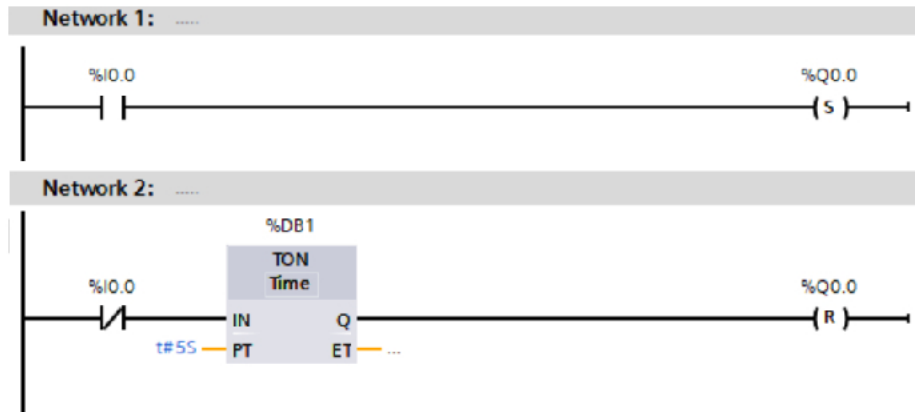 Network 1: .....
%I0.0 %Q0.0
S
Network 2: .....
%DB1
TON
Time
%I0.0 %Q0.0
IN Q R
t#5S PT ET ...